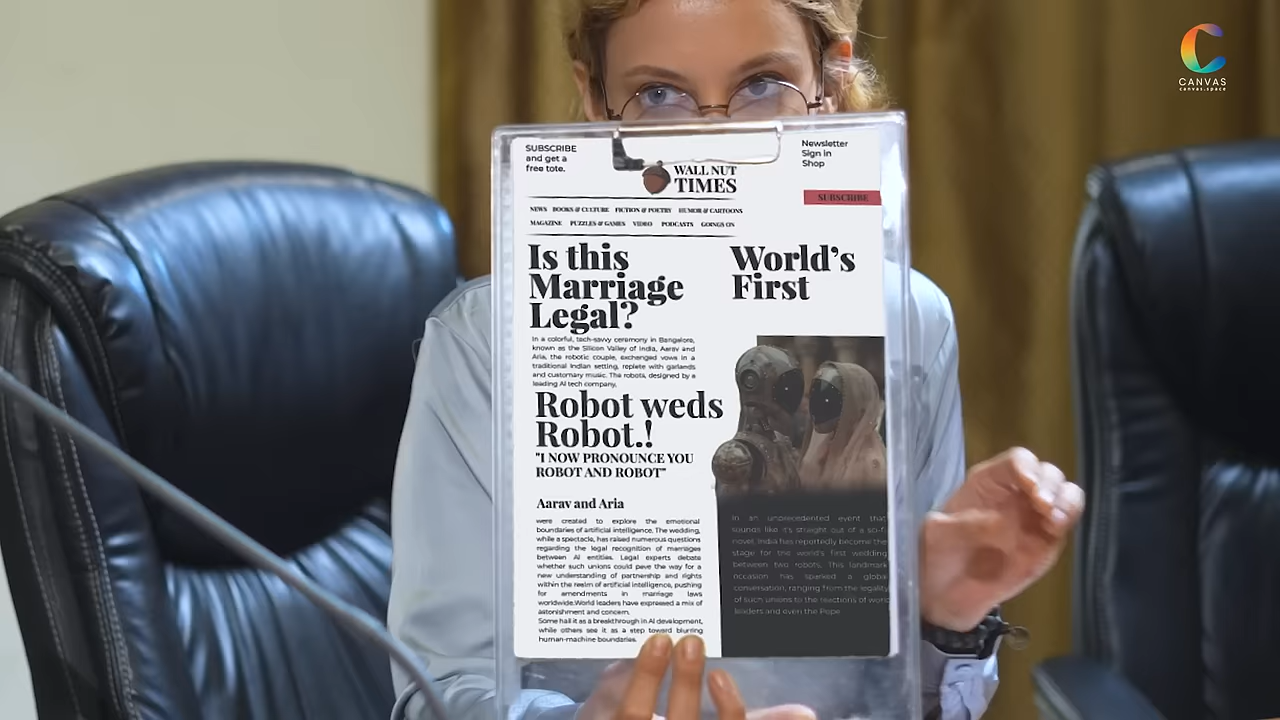 CANVAS
canvas.space
SUBSCRIBE
and get a
free tote.
WALL NUT
TIMES
Newsletter
Sign in
Shop
SUBSCRIBE
NEWS BOOKS & CULTURE FICTION & POETRY HUMOR & CARTOONS
MAGAZINE PUZZLES & GAMES VIDEO PODCASTS GOINGS ON
Is this
Marriage
Legal?
In a colorful, tech-savvy ceremony in Bangalore,
known as the Silicon Valley of India, Aarav and
Aria, the robotic couple, exchanged vows in a
traditional Indian setting, replete with garlands
and customary music. The robots, designed by a
leading AI tech company,
Robot weds
Robot.!
"I NOW PRONOUNCE YOU
ROBOT AND ROBOT"
Aarav and Aria
were created to explore the emotional
boundaries of artificial intelligence. The wedding,
while a spectacle, has raised numerous questions
regarding the legal recognition of marriages
between AI entities. Legal experts debate
whether such unions could pave the way for a
new understanding of partnership and rights
within the realm of artificial intelligence, pushing
for amendments in marriage laws
worldwide.World leaders have expressed a mix of
astonishment and concern.
Some hail it as a breakthrough in AI development,
while others see it as a step toward blurring
human-machine boundaries.
World's
First
In an unprecedented event that
sounds like it's straight out of a sci-fi
novel, India has reportedly become the
stage for the world's first wedding
between two robots. This landmark
occasion has sparked a global
conversation, ranging from the legality
of such unions to the reactions of world
leaders and even the Pope.